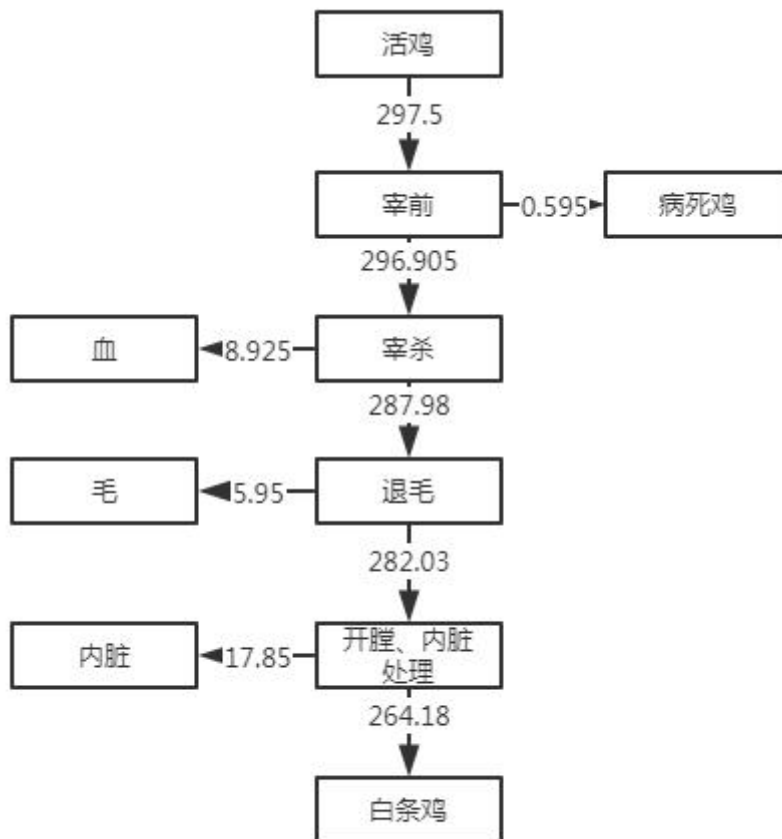 活鸡
297.5
宰前
0.595
病死鸡
296.905
血
8.925
宰杀
287.98
毛
5.95
退毛
282.03
内脏
17.85
开膛、内脏
处理
264.18
白条鸡